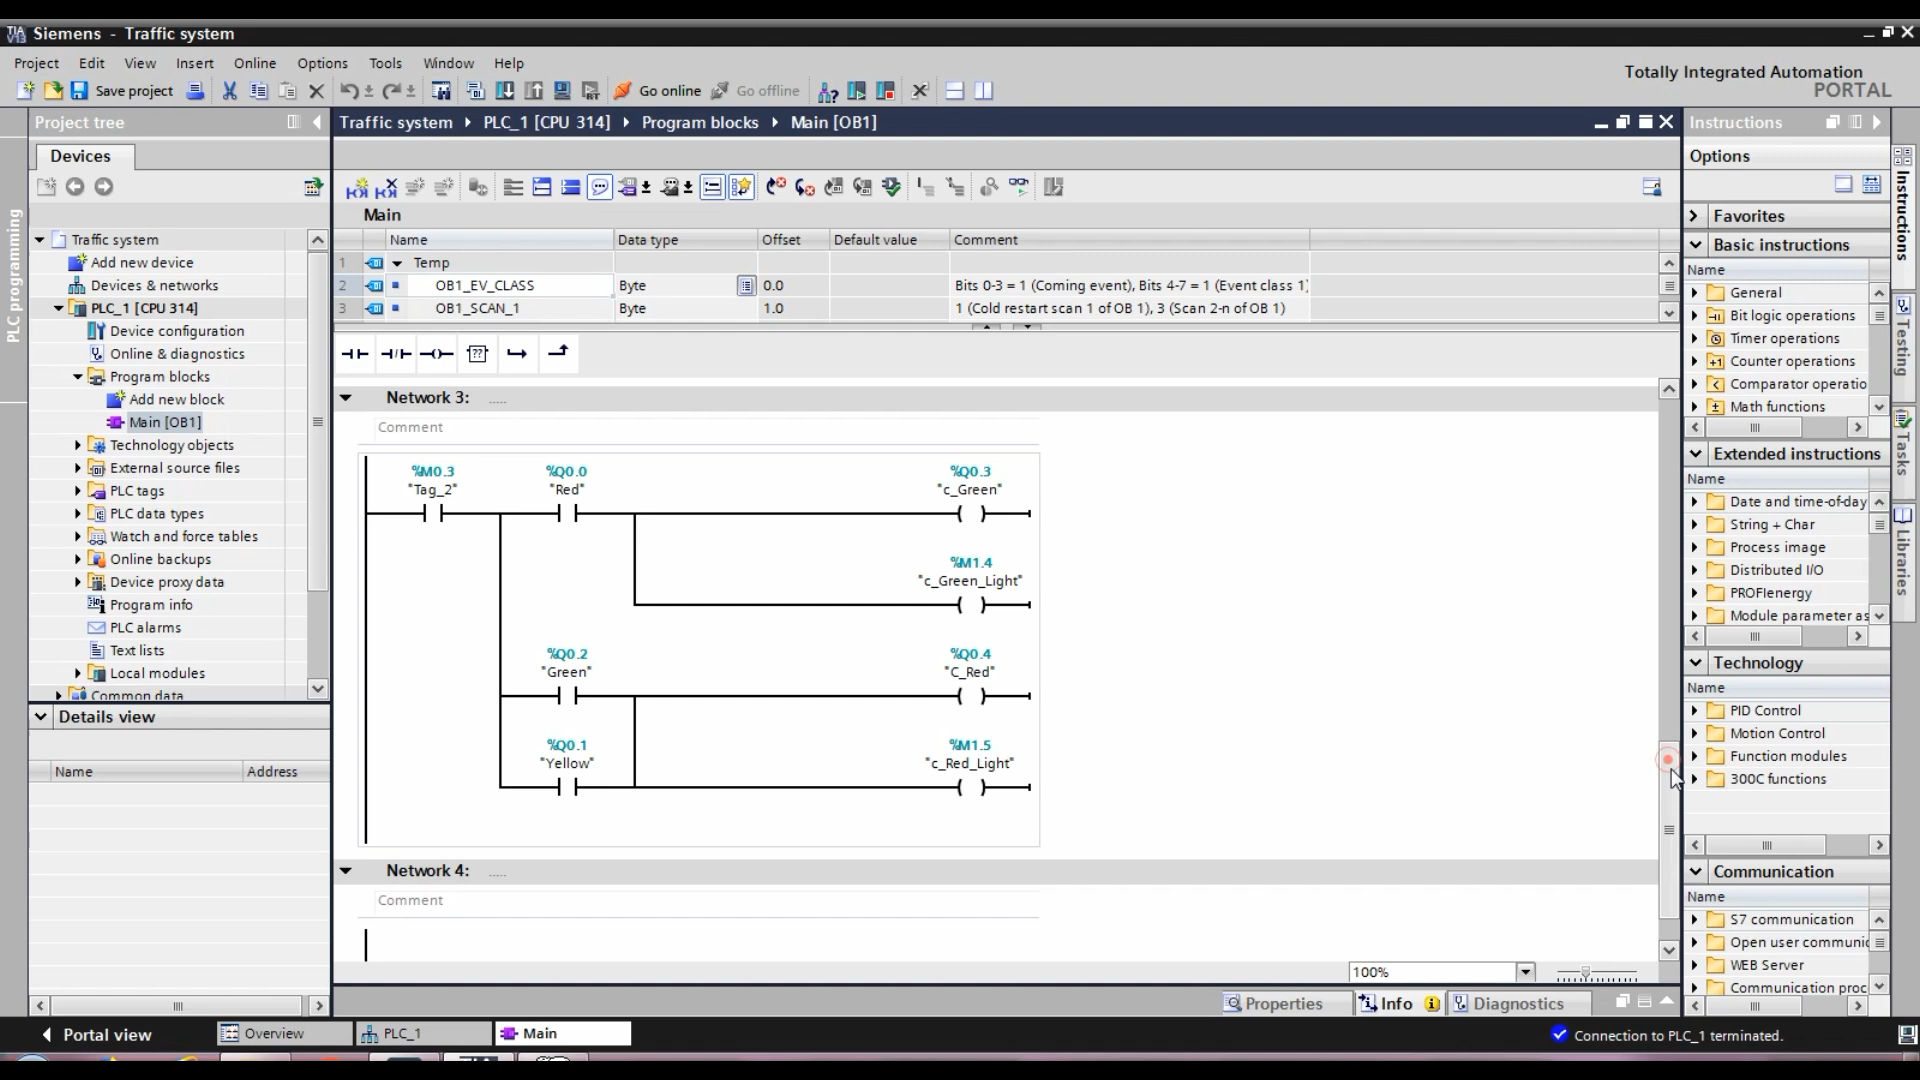 Siemens - Traffic system
Project Edit View Insert Online Options Tools Window Help
Totally Integrated Automation
PORTAL
Save project Go online Go offline
Project tree
Traffic system PLC_1 [CPU 314] Program blocks Main [OB1]
Instructions
Devices
Options
PLC programming
Main
Name Data type Offset Default value Comment
1 Temp
2 OB1_EV_CLASS Byte 0.0 Bits 0-3 = 1 (Coming event), Bits 4-7 = 1 (Event class 1)
3 OB1_SCAN_1 Byte 1.0 1 (Cold restart scan 1 of OB 1), 3 (Scan 2-n of OB 1)
Traffic system
Add new device
Devices & networks
PLC_1 [CPU 314]
Device configuration
Online & diagnostics
Program blocks
Add new block
Main [OB1]
Technology objects
External source files
PLC tags
PLC data types
Watch and force tables
Online backups
Device proxy data
Program info
PLC alarms
Text lists
Local modules
Common data
Details view
Name Address
??
Network 3: .....
Comment
%M0.3 %Q0.0 %Q0.3
"Tag_2" "Red" "c_Green"
%M1.4
"c_Green_Light"
%Q0.2 %Q0.4
"Green" "C_Red"
%Q0.1 %M1.5
"Yellow" "c_Red_Light"
Network 4: .....
Comment
100%
Properties Info Diagnostics
Favorites
Basic instructions
Name
General
Bit logic operations
Timer operations
Counter operations
Comparator operatio
Math functions
Extended instructions
Name
Date and time-of-day
String + Char
Process image
Distributed I/O
PROFIenergy
Module parameter as
Technology
Name
PID Control
Motion Control
Function modules
300C functions
Communication
Name
S7 communication
Open user communic
WEB Server
Communication proc
Instructions
Testing
Tasks
Libraries
Portal view Overview PLC_1 Main
Connection to PLC_1 terminated.